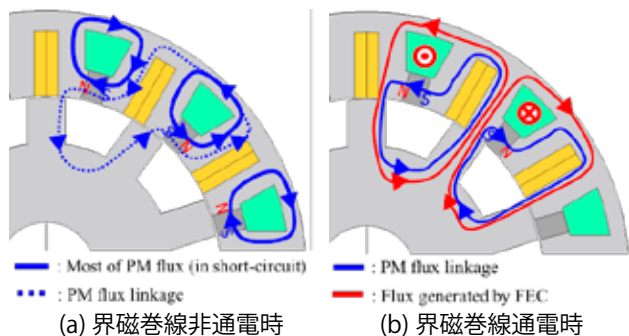 N
S
N
S
N
S
: Most of PM flux (in short-circuit)
: PM flux linkage
(a) 界磁巻線非通電時
N
S
S
N
: PM flux linkage
: Flux generated by FEC
(b) 界磁巻線通電時